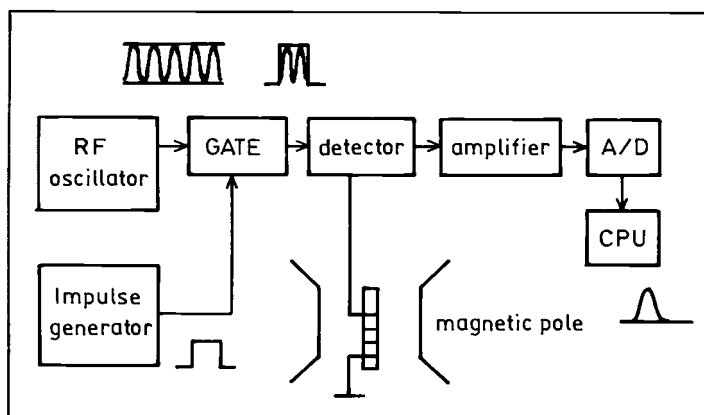 RF
oscillator
GATE
detector
amplifier
A/D
CPU
Impulse
generator
magnetic pole